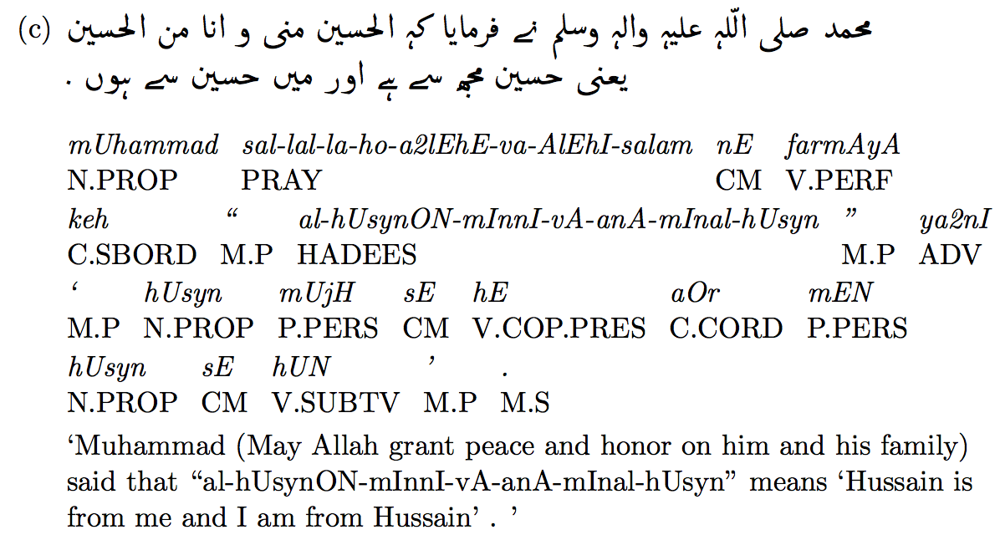 (c) محمد صلی اللّٰہ علیہ والہ وسلم نے فرمایا کہ الحسین منی و انا من الحسین
یعنی حسین مجھ سے ہے اور میں حسین سے ہوں .
mUhammad sal-lal-la-ho-a2lEhE-va-AlEhI-salam nE farmAyA
N.PROP PRAY CM V.PERF
keh “ al-hUsynON-mInnI-vA-anA-mInal-hUsyn ” ya2nI
C.SBORD M.P HADEES M.P ADV
‘ hUsyn mUjH sE hE aOr mEN
M.P N.PROP P.PERS CM V.COP.PRES C.CORD P.PERS
hUsyn sE hUN ’ .
N.PROP CM V.SUBTV M.P M.S
‘Muhammad (May Allah grant peace and honor on him and his family)
said that “al-hUsynON-mInnI-vA-anA-mInal-hUsyn” means ‘Hussain is
from me and I am from Hussain’ . ’